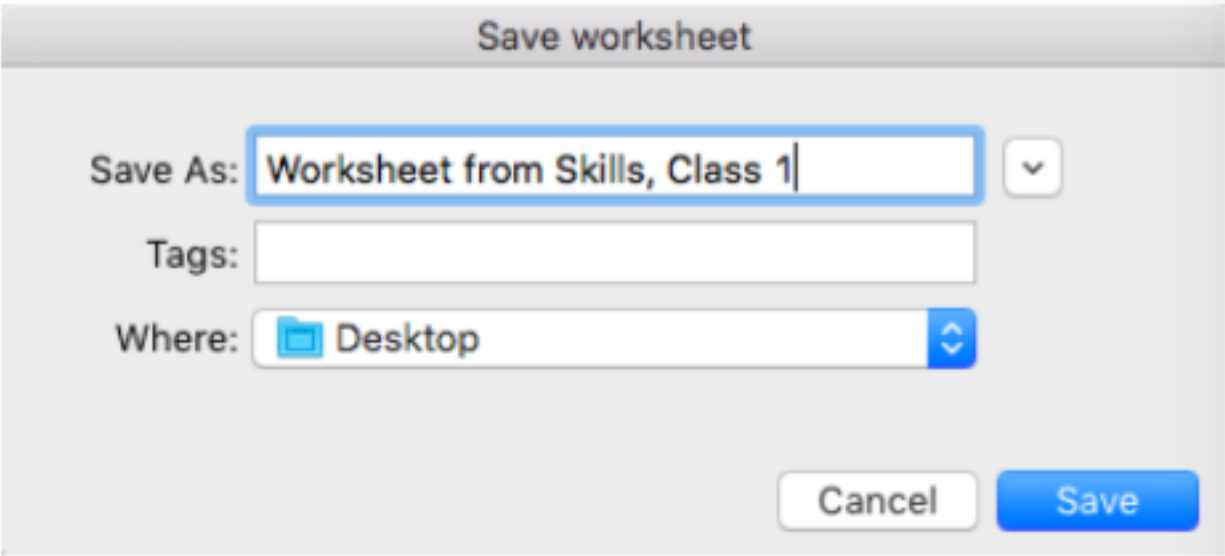 Save worksheet
Save As: Worksheet from Skills, Class 1
Tags:
Where: Desktop
Cancel Save